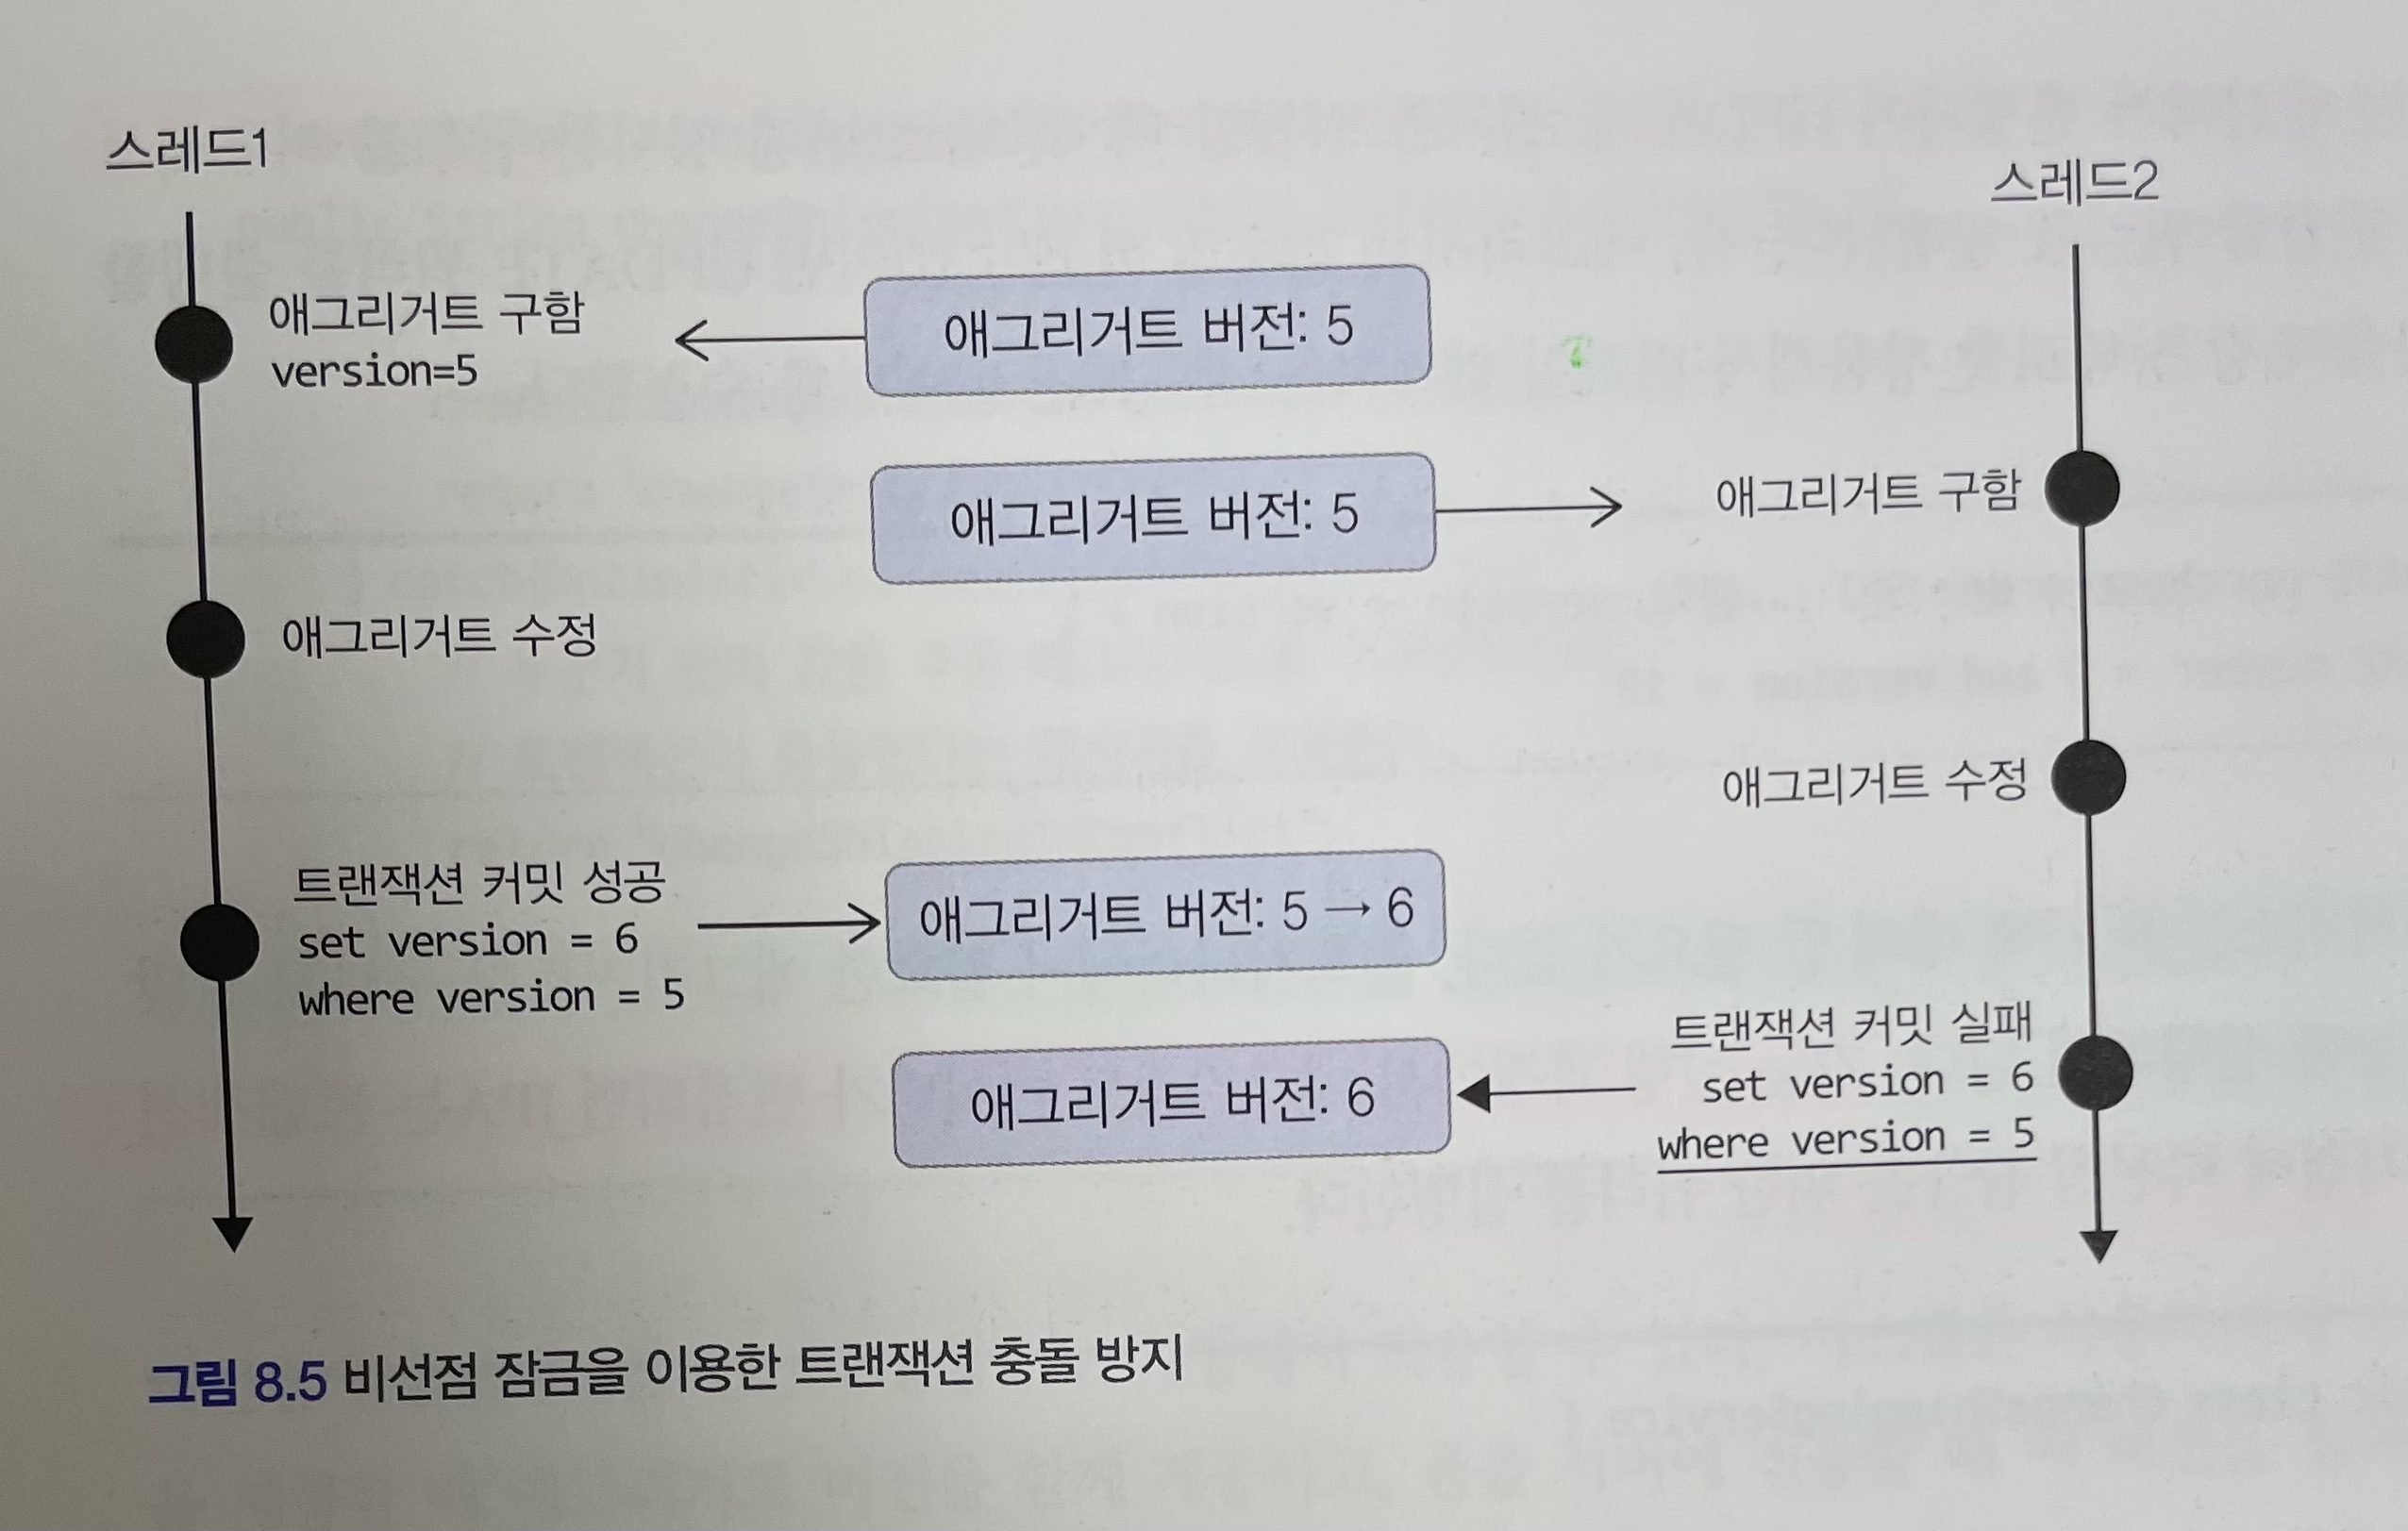 스레드1
스레드2
애그리거트 구함
version=5
애그리거트 버전: 5
애그리거트 버전: 5
애그리거트 구함
애그리거트 수정
애그리거트 수정
트랜잭션 커밋 성공
set version = 6
where version = 5
애그리거트 버전: 5 → 6
트랜잭션 커밋 실패
set version = 6
where version = 5
애그리거트 버전: 6
그림 8.5 비선점 잠금을 이용한 트랜잭션 충돌 방지